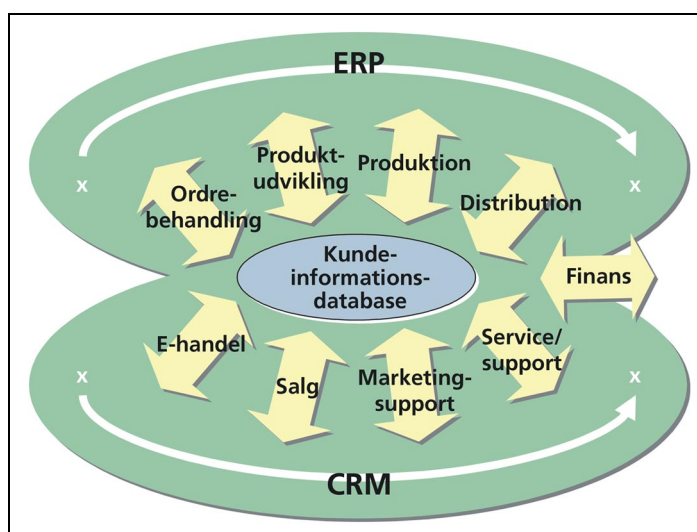 ERP
Produkt-
udvikling
Produktion
Ordre-
behandling
Distribution
x
x
Kunde-
informations-
database
Finans
E-handel
Salg
Marketing-
support
Service/
support
x
x
CRM